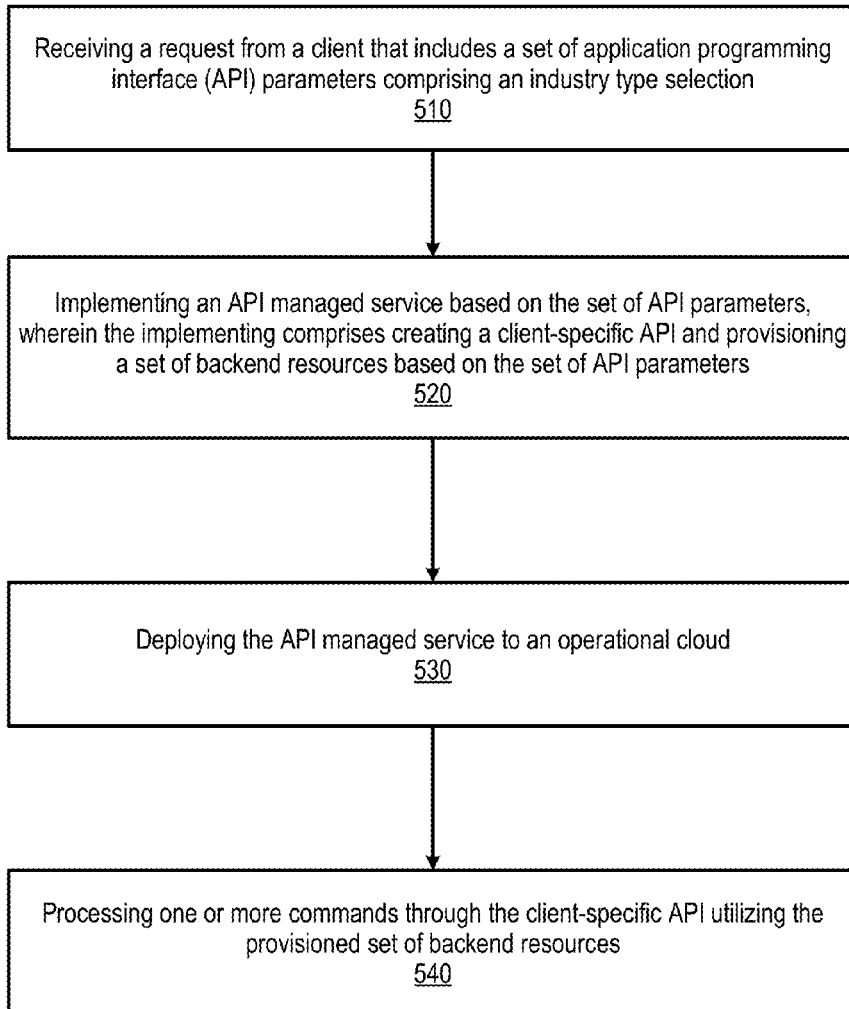 Receiving a request from a client that includes a set of application programming
interface (API) parameters comprising an industry type selection
510
Implementing an API managed service based on the set of API parameters,
wherein the implementing comprises creating a client-specific API and provisioning
a set of backend resources based on the set of API parameters
520
Deploying the API managed service to an operational cloud
530
Processing one or more commands through the client-specific API utilizing the
provisioned set of backend resources
540